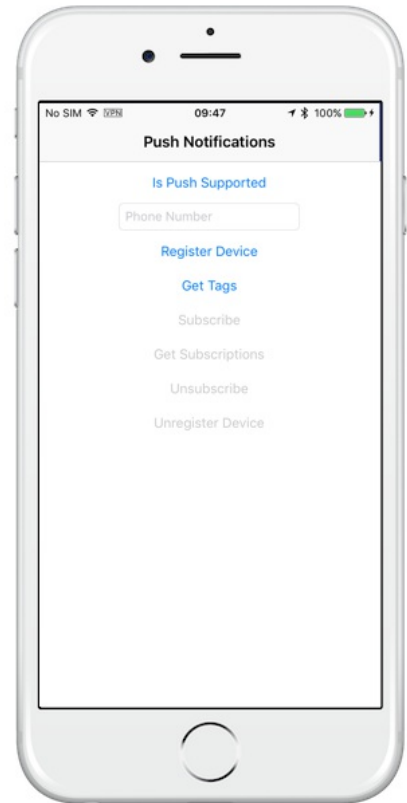 No SIM VPN 09:47 100%
Push Notifications
Is Push Supported
Phone Number
Register Device
Get Tags
Subscribe
Get Subscriptions
Unsubscribe
Unregister Device